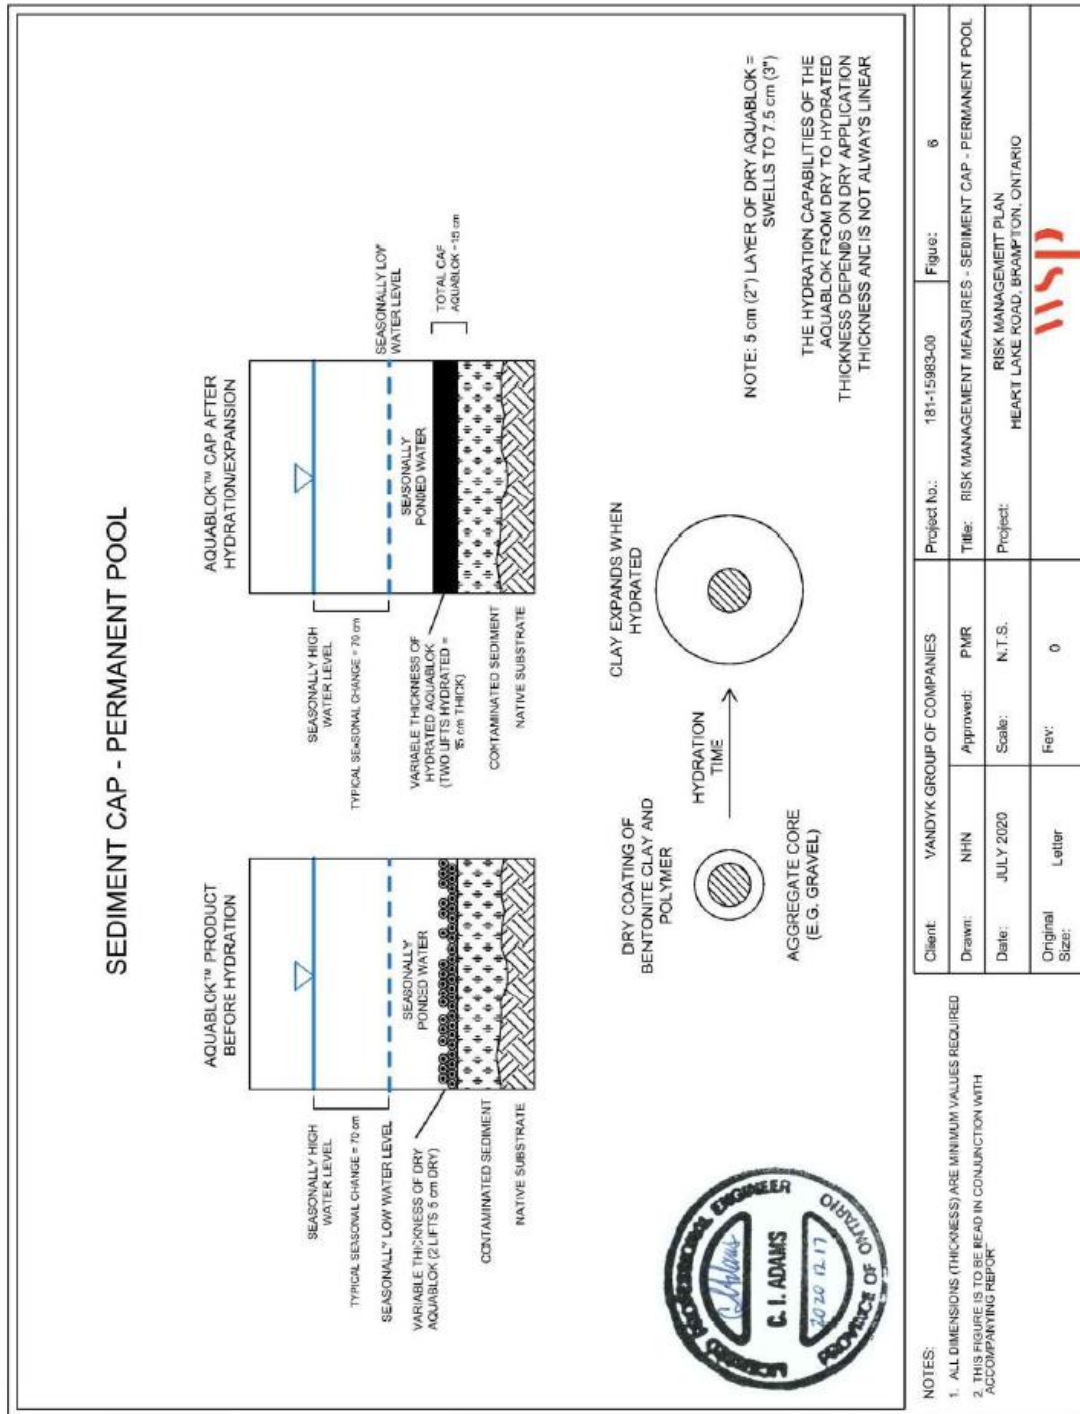 SEDIMENT CAP - PERMANENT POOL
AQUABLOK™ PRODUCT
BEFORE HYDRATION
SEASONALLY HIGH
WATER LEVEL
TYPICAL SEASONAL CHANGE = 70 cm
SEASONALLY LOW WATER LEVEL
VARIABLE THICKNESS OF DRY
AQUABLOK (2 LIFTS 5 cm DRY)
SEASONALLY
PONDED WATER
CONTAMINATED SEDIMENT
NATIVE SUBSTRATE
AQUABLOK™ CAP AFTER
HYDRATION/EXPANSION
SEASONALLY HIGH
WATER LEVEL
TYPICAL SEASONAL CHANGE = 70 cm
VARIABLE THICKNESS OF
HYDRATED AQUABLOK
(TWO LIFTS HYDRATED =
15 cm THICK)
SEASONALLY
PONDED WATER
CONTAMINATED SEDIMENT
NATIVE SUBSTRATE
SEASONALLY LOW
WATER LEVEL
TOTAL CAP
AQUABLOK = 15 cm
DRY COATING OF
BENTONITE CLAY AND
POLYMER
AGGREGATE CORE
(E.G. GRAVEL)
HYDRATION
TIME
CLAY EXPANDS WHEN
HYDRATED
NOTE: 5 cm (2") LAYER OF DRY AQUABLOK =
SWELLS TO 7.5 cm (3")
THE HYDRATION CAPABILITIES OF THE
AQUABLOK FROM DRY TO HYDRATED
THICKNESS DEPENDS ON DRY APPLICATION
THICKNESS AND IS NOT ALWAYS LINEAR
LICENSED PROFESSIONAL ENGINEER
C. I. ADAMS
2020 12 17
PROVINCE OF ONTARIO
NOTES:
1. ALL DIMENSIONS (THICKNESS) ARE MINIMUM VALUES REQUIRED
2. THIS FIGURE IS TO BE READ IN CONJUNCTION WITH
ACCOMPANYING REPORT
Client: VANDYK GROUP OF COMPANIES
Drawn: NHN Approved: PMR
Date: JULY 2020 Scale: N.T.S.
Original
Size: Letter Rev: 0
Project No.: 181-15983-00 Figure: 6
Title: RISK MANAGEMENT MEASURES - SEDIMENT CAP - PERMANENT POOL
Project: RISK MANAGEMENT PLAN
HEART LAKE ROAD, BRAMPTON, ONTARIO
wsp